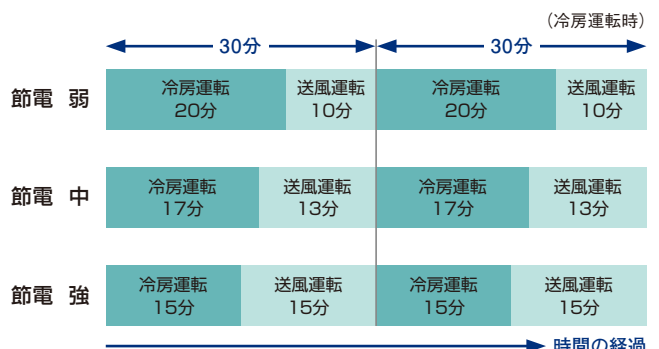 (冷房運転時)
30分 30分
節電 弱
冷房運転
20分
送風運転
10分
冷房運転
20分
送風運転
10分
節電 中
冷房運転
17分
送風運転
13分
冷房運転
17分
送風運転
13分
節電 強
冷房運転
15分
送風運転
15分
冷房運転
15分
送風運転
15分
時間の経過